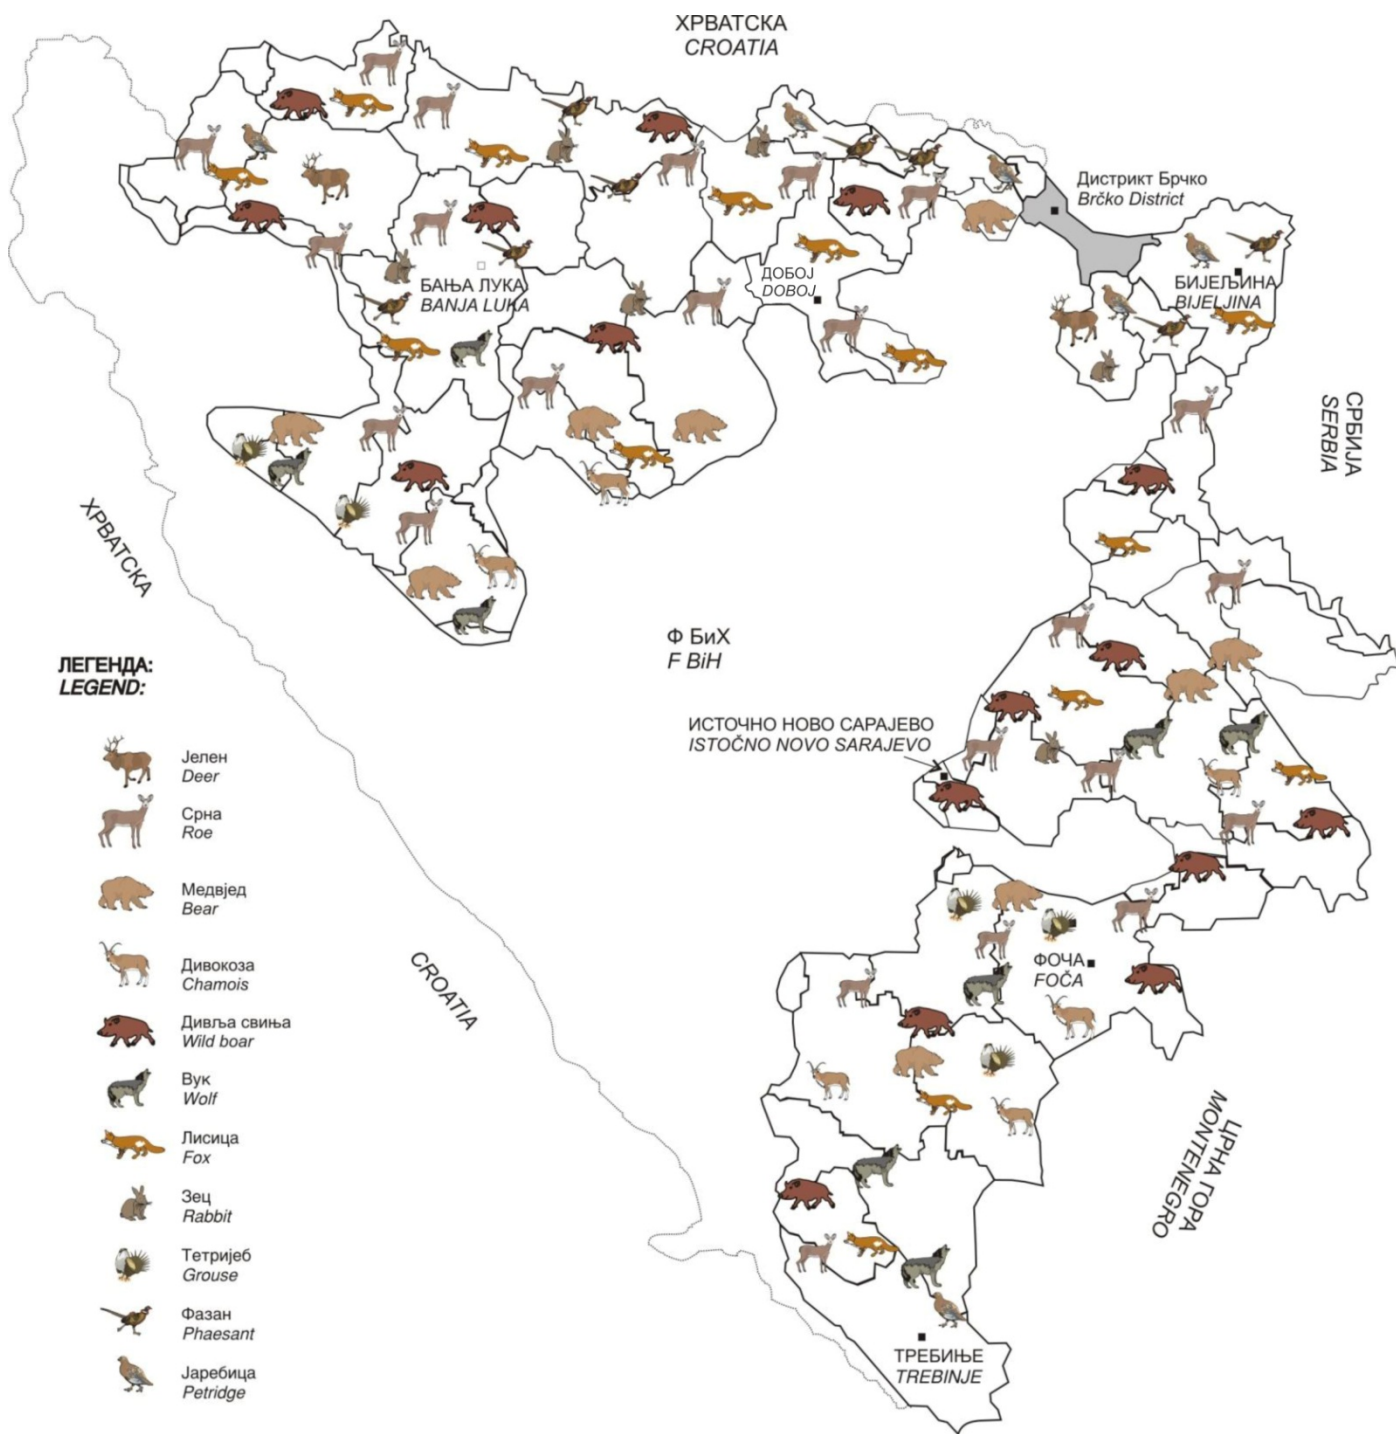 ХРВАТСКА
CROATIA
Дистрикт Брчко
Brčko District
ДОБОЈ
DOBOJ
БАЊА ЛУКА
BANJA LUKA
БИЈЕЉИНА
BIJELJINA
СРБИЈА
SERBIA
ХРВАТСКА
CROATIA
Ф БиХ
F BiH
ИСТОЧНО НОВО САРАЈЕВО
ISTOČNO NOVO SARAJEVO
ФОЧА
FOČA
ЦРНА ГОРА
MONTENEGRO
ТРЕБИЊЕ
TREBINJE
ЛЕГЕНДА:
LEGEND:
Јелен
Deer
Срна
Roe
Медвјед
Bear
Дивокоза
Chamois
Дивља свиња
Wild boar
Вук
Wolf
Лисица
Fox
Зец
Rabbit
Тетријеб
Grouse
Фазан
Phaesant
Јаребица
Petridge